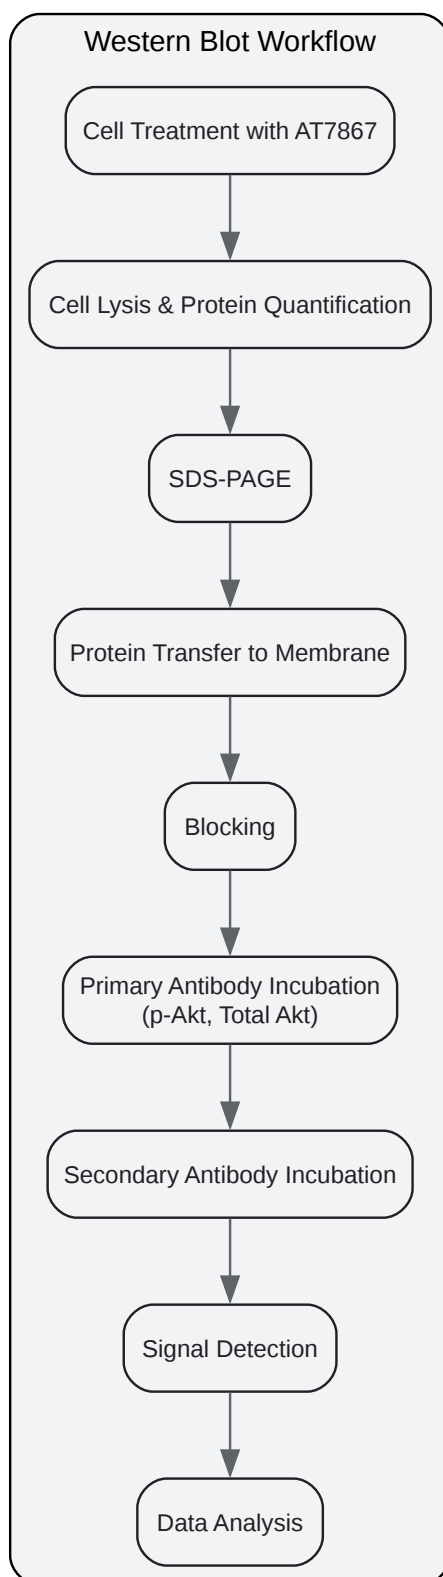 Western Blot Workflow
Cell Treatment with AT7867
Cell Lysis & Protein Quantification
SDS-PAGE
Protein Transfer to Membrane
Blocking
Primary Antibody Incubation
(p-Akt, Total Akt)
Secondary Antibody Incubation
Signal Detection
Data Analysis